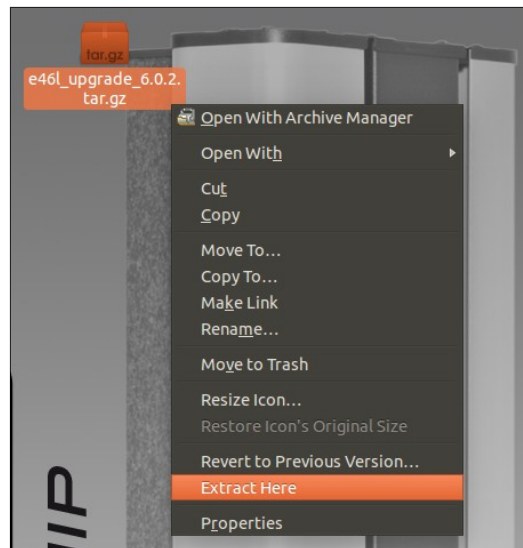 tar.gz
e46l_upgrade_6.0.2.
tar.gz
Open With Archive Manager
Open With
Cut
Copy
Move To…
Copy To…
Make Link
Rename…
Move to Trash
Resize Icon…
Restore Icon's Original Size
Revert to Previous Version…
Extract Here
Properties